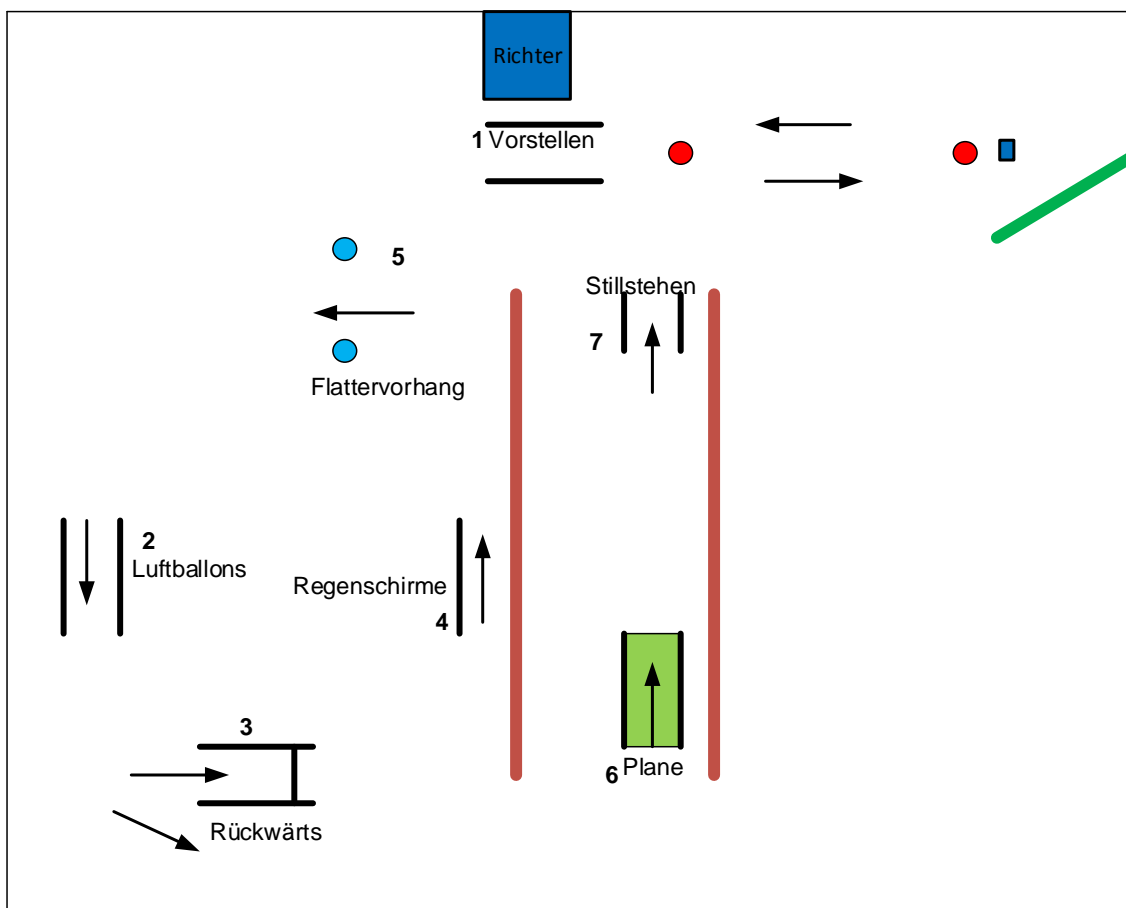 Richter
1 Vorstellen
5
Stillstehen
7
Flattervorhang
2
Luftballons
Regenschirme
4
3
6 Plane
Rückwärts